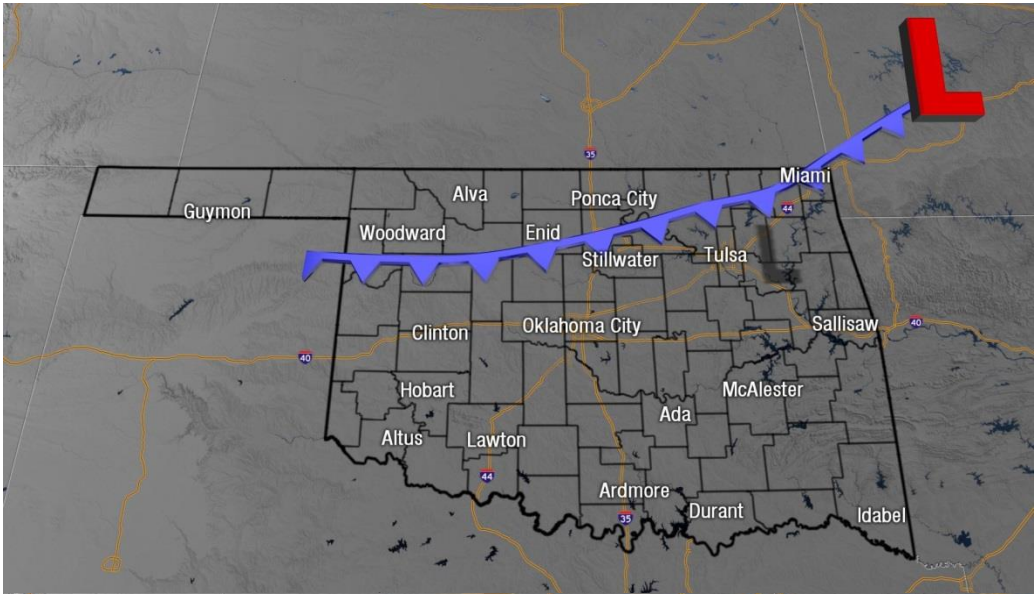 L
35
Miami
Alva
Ponca City
Guymon
44
Woodward
Enid
Stillwater
Tulsa
Clinton
Oklahoma City
Sallisaw
40
40
Hobart
McAlester
Ada
Altus
Lawton
44
Ardmore
Durant
Idabel
35